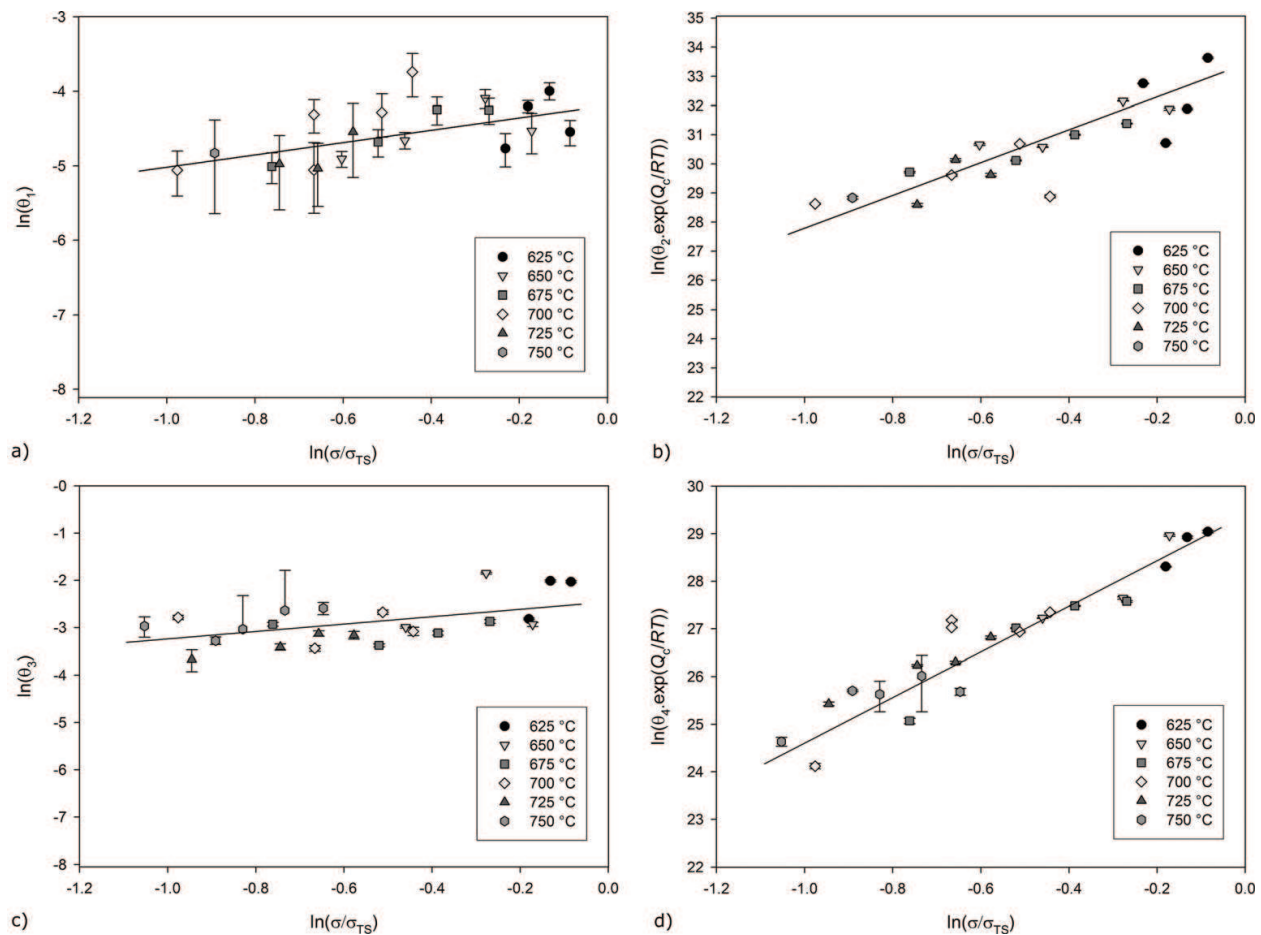 -3
-4
-5
-6
-7
-8
ln(θ1)
-1.2 -1.0 -0.8 -0.6 -0.4 -0.2 0.0
ln(σ/σTS)
625 °C
650 °C
675 °C
700 °C
725 °C
750 °C
a)
35
34
33
32
31
30
29
28
27
26
25
24
23
22
ln(θ2.exp(Qc/RT))
-1.2 -1.0 -0.8 -0.6 -0.4 -0.2 0.0
ln(σ/σTS)
625 °C
650 °C
675 °C
700 °C
725 °C
750 °C
b)
-0
-1
-2
-3
-4
-5
-6
-7
-8
ln(θ3)
-1.2 -1.0 -0.8 -0.6 -0.4 -0.2 0.0
ln(σ/σTS)
625 °C
650 °C
675 °C
700 °C
725 °C
750 °C
c)
30
29
28
27
26
25
24
23
22
ln(θ4.exp(Qc/RT))
-1.2 -1.0 -0.8 -0.6 -0.4 -0.2 0.0
ln(σ/σTS)
625 °C
650 °C
675 °C
700 °C
725 °C
750 °C
d)